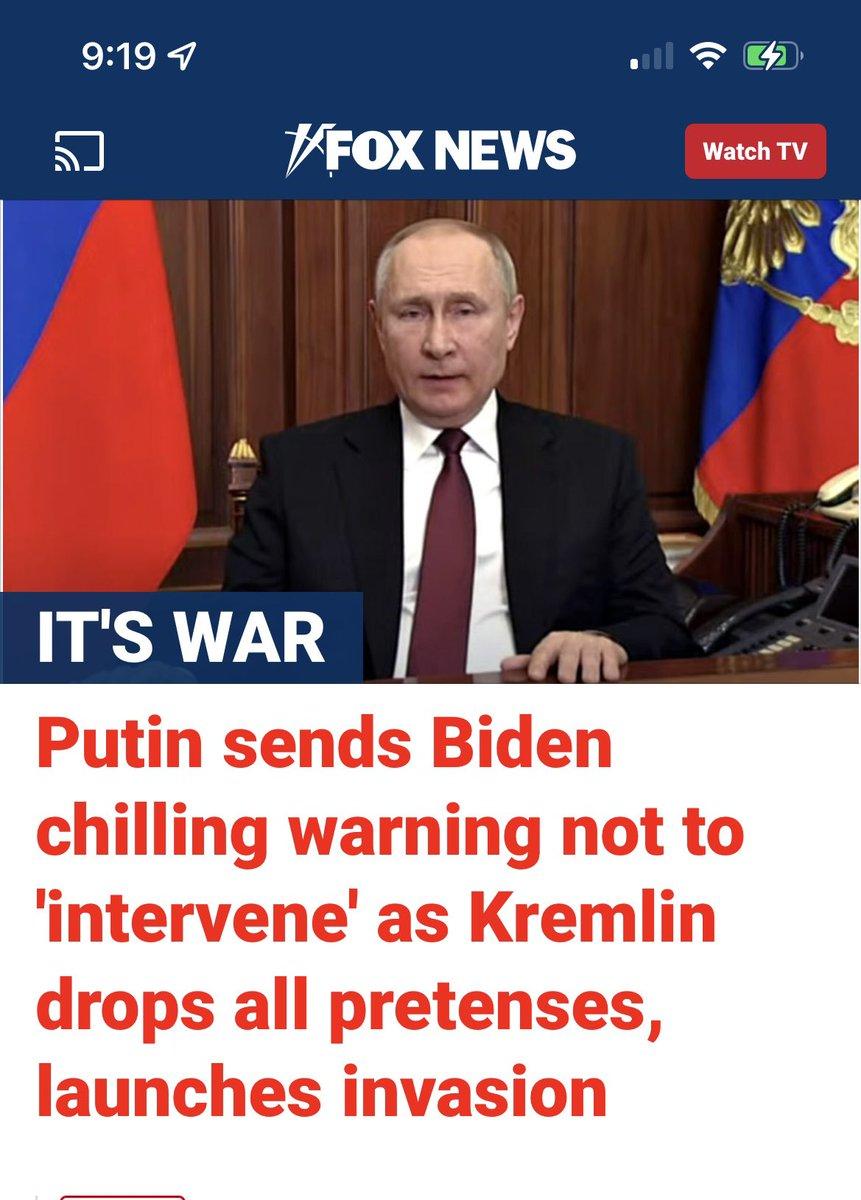 9:19
FOX NEWS
Watch TV
IT'S WAR
Putin sends Biden
chilling warning not to
'intervene' as Kremlin
drops all pretenses,
launches invasion